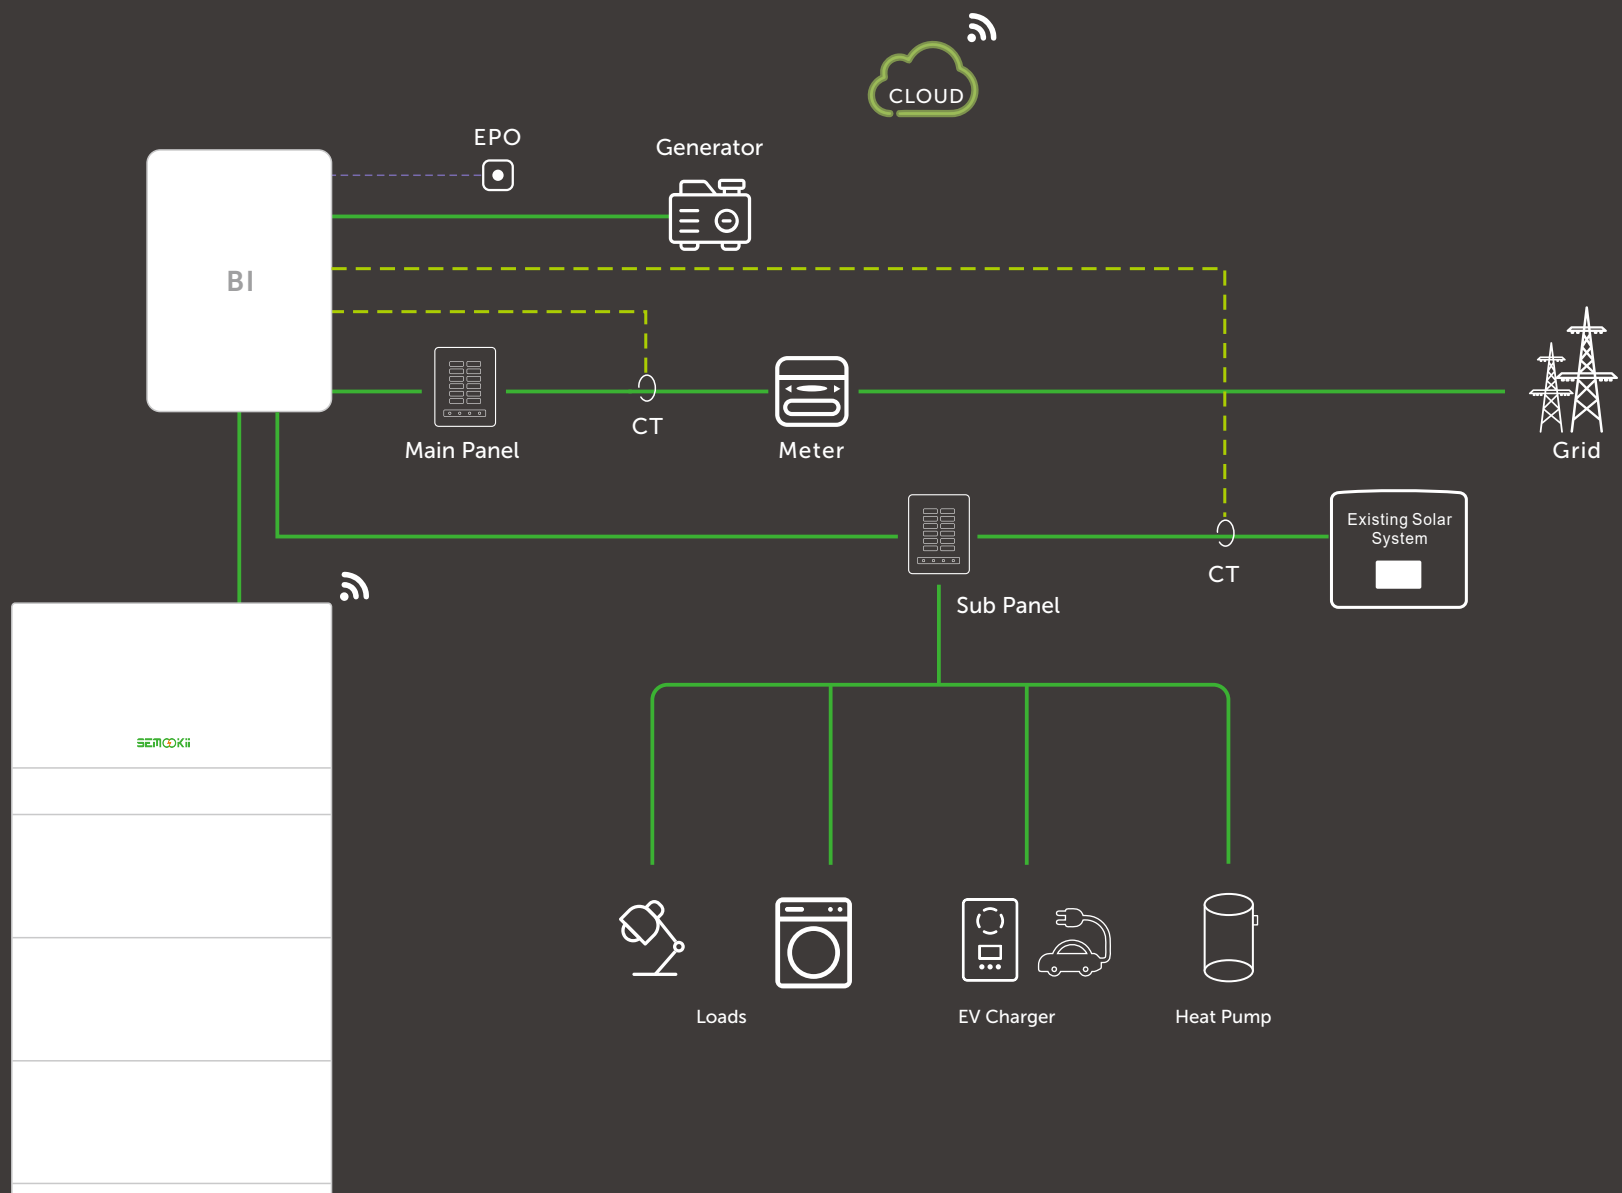 CLOUD
EPO
Generator
BI
CT
Main Panel
Meter
Grid
Existing Solar
System
CT
Sub Panel
SEMOOKii
Loads
EV Charger
Heat Pump